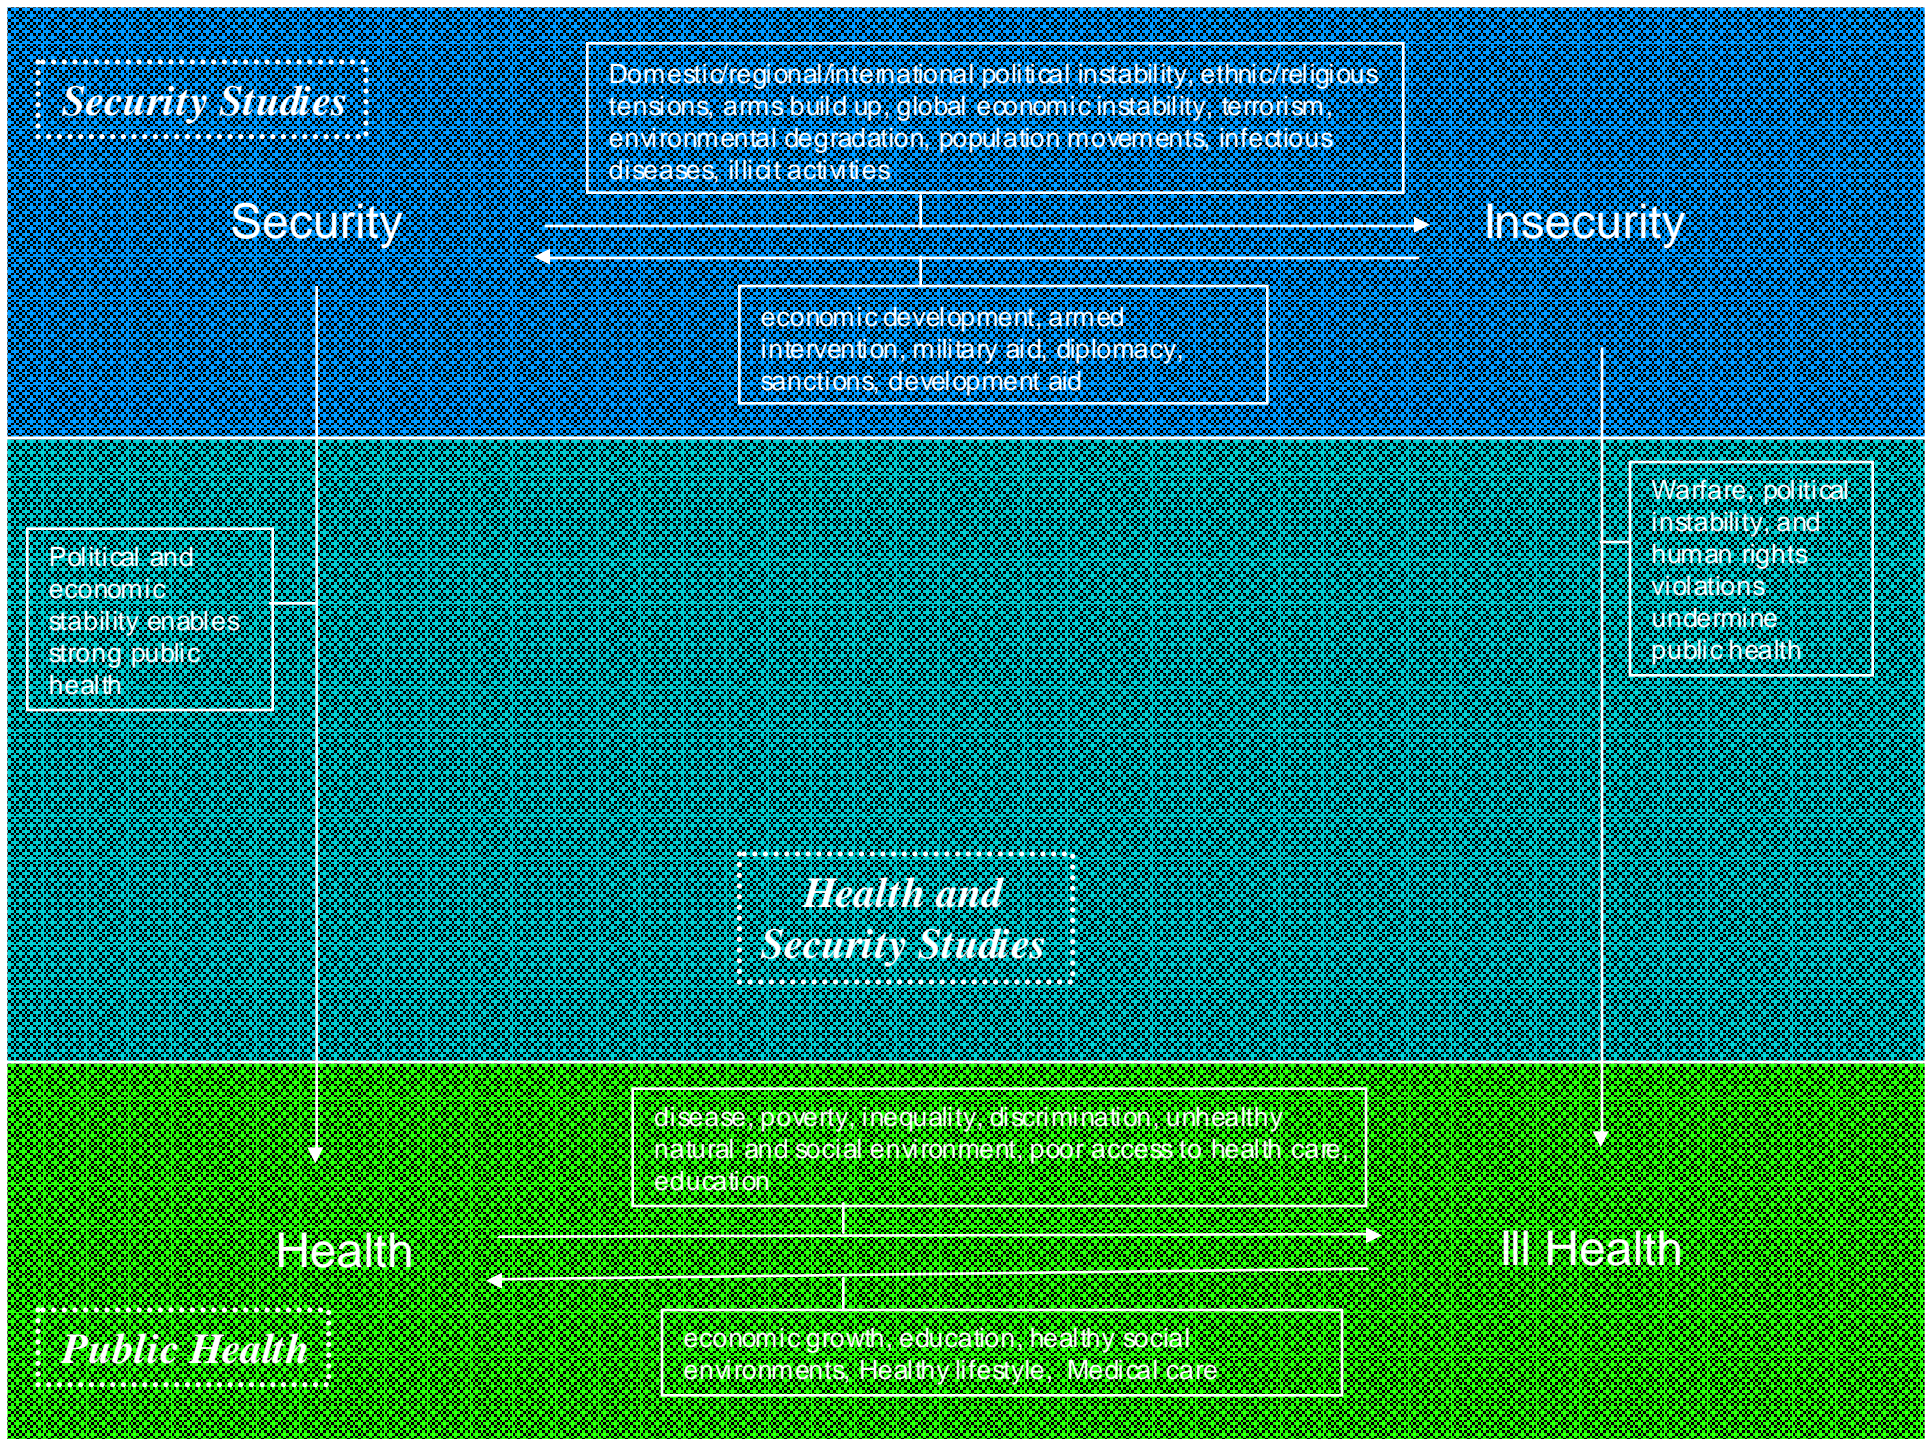 Security Studies
Domestic/regional/international political instability, ethnic/religious
tensions, arms build up, global economic instability, terrorism,
environmental degradation, population movements, infectious
diseases, illicit activities
Security
Insecurity
economic development, armed
intervention, military aid, diplomacy,
sanctions, development aid
Political and
economic
stability enables
strong public
health
Warfare, political
instability, and
human rights
violations
undermine
public health
Health and
Security Studies
disease, poverty, inequality, discrimination, unhealthy
natural and social environment, poor access to health care,
education
Health
Ill Health
Public Health
economic growth, education, healthy social
environments, Healthy lifestyle, Medical care